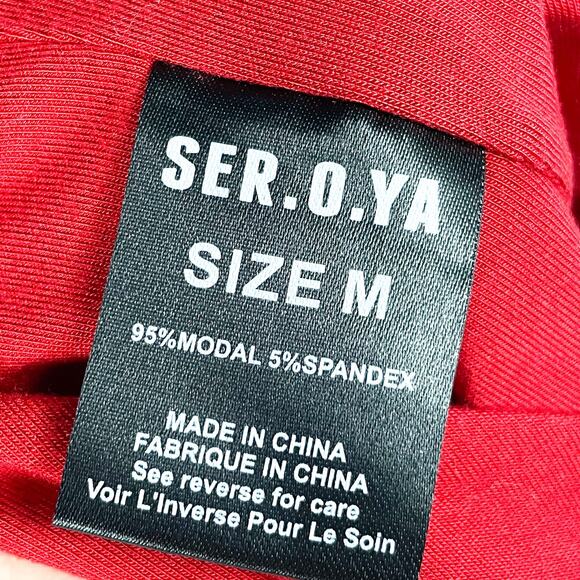 SER.O.YA
SIZE M
95%MODAL 5%SPANDEX
MADE IN CHINA
FABRIQUE IN CHINA
See reverse for care
Voir L'Inverse Pour Le Soin